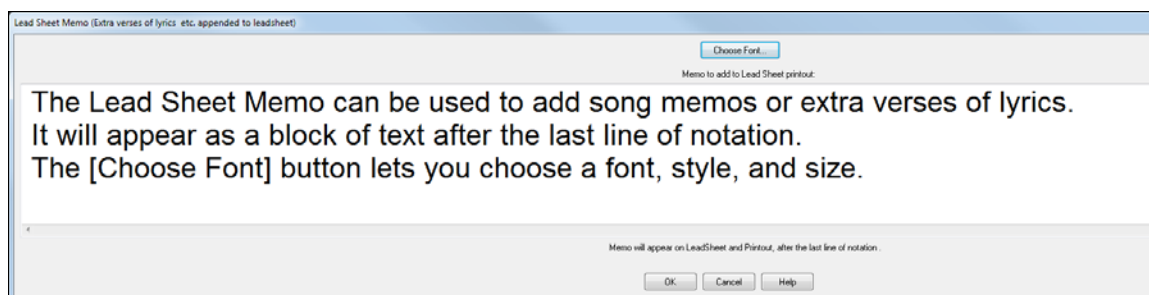 Lead Sheet Memo (Extra verses of lyrics etc. appended to leadsheet)
Choose Font...
Memo to add to Lead Sheet printout:
The Lead Sheet Memo can be used to add song memos or extra verses of lyrics.
It will appear as a block of text after the last line of notation.
The [Choose Font] button lets you choose a font, style, and size.
Memo will appear on LeadSheet and Printout, after the last line of notation .
OK Cancel Help